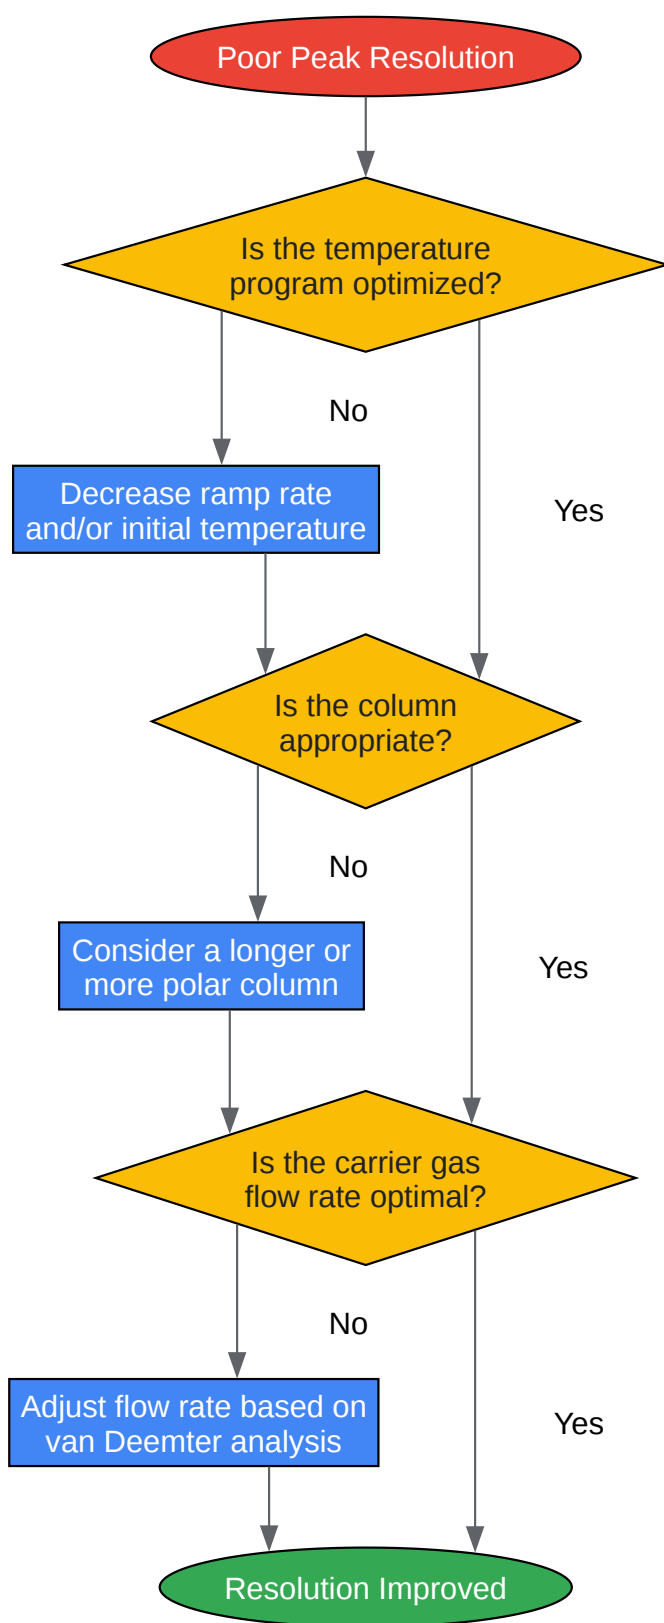 Poor Peak Resolution
Is the temperature
program optimized?
No
Decrease ramp rate
and/or initial temperature
Yes
Is the column
appropriate?
No
Consider a longer or
more polar column
Yes
Is the carrier gas
flow rate optimal?
No
Adjust flow rate based on
van Deemter analysis
Yes
Resolution Improved